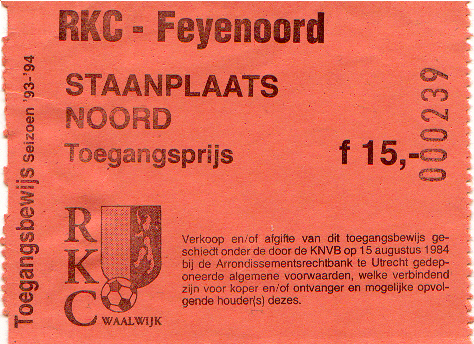 RKC - Feyenoord
STAANPLAATS
NOORD
Toegangsprijs f 15,-
000239
Toegangsbewijs Seizoen '93-'94
RKC
WAALWIJK
Verkoop en/of afgifte van dit toegangsbewijs ge-
schiedt onder de door de KNVB op 15 augustus 1984
bij de Arrondissementsrechtbank te Utrecht gedepo-
neerde algemene voorwaarden, welke verbindend
zijn voor koper en/of ontvanger en mogelijke opvol-
gende houder(s) dezes.